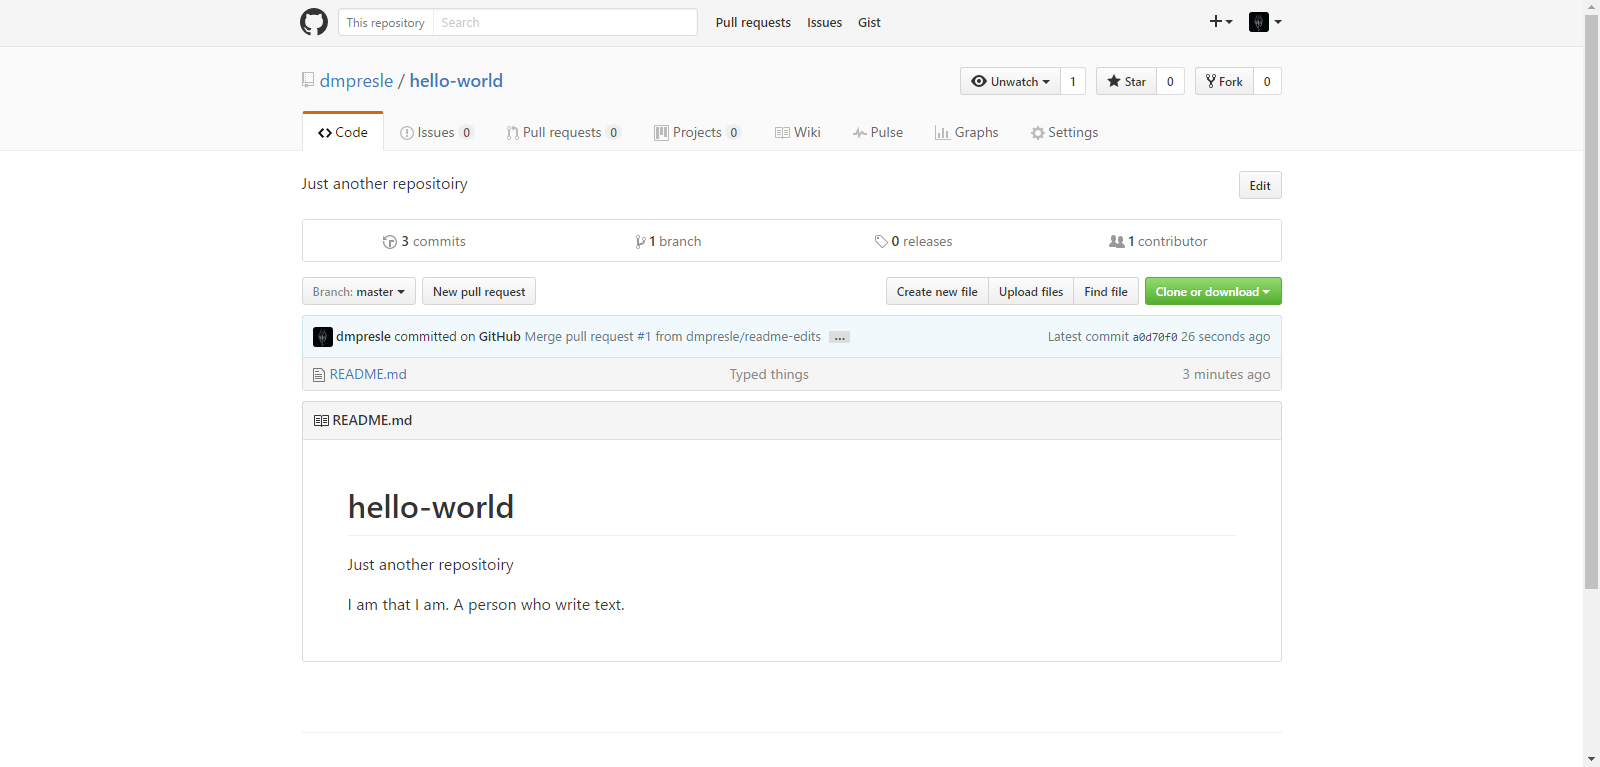 This repository Search Pull requests Issues Gist
dmpresle / hello-world Unwatch 1 Star 0 Fork 0
Code Issues 0 Pull requests 0 Projects 0 Wiki Pulse Graphs Settings
Just another repositoiry Edit
3 commits 1 branch 0 releases 1 contributor
Branch: master New pull request Create new file Upload files Find file Clone or download
dmpresle committed on GitHub Merge pull request #1 from dmpresle/readme-edits ... Latest commit a0d70f0 26 seconds ago
README.md Typed things 3 minutes ago
README.md
hello-world
Just another repositoiry
I am that I am. A person who write text.